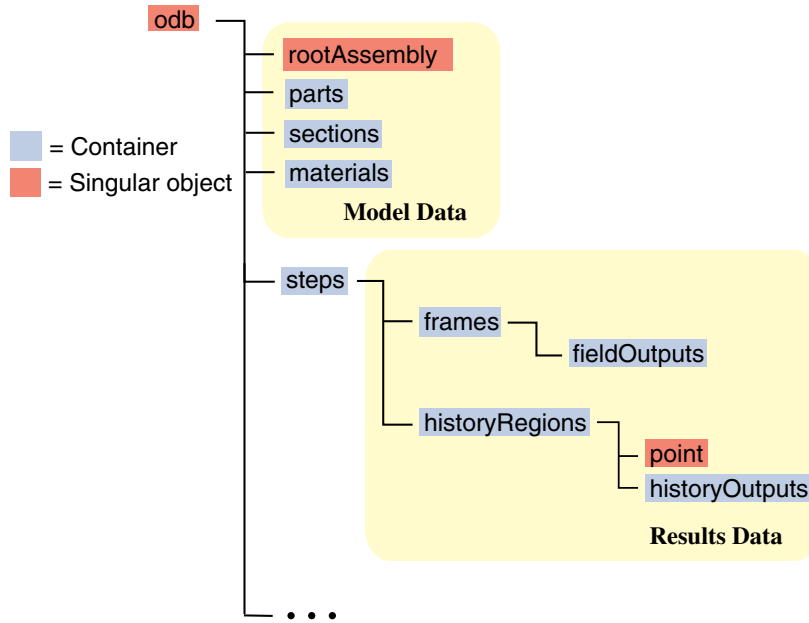 odb
rootAssembly
parts
sections
materials
Model Data
= Container
= Singular object
steps
frames
fieldOutputs
historyRegions
point
historyOutputs
Results Data
• • •